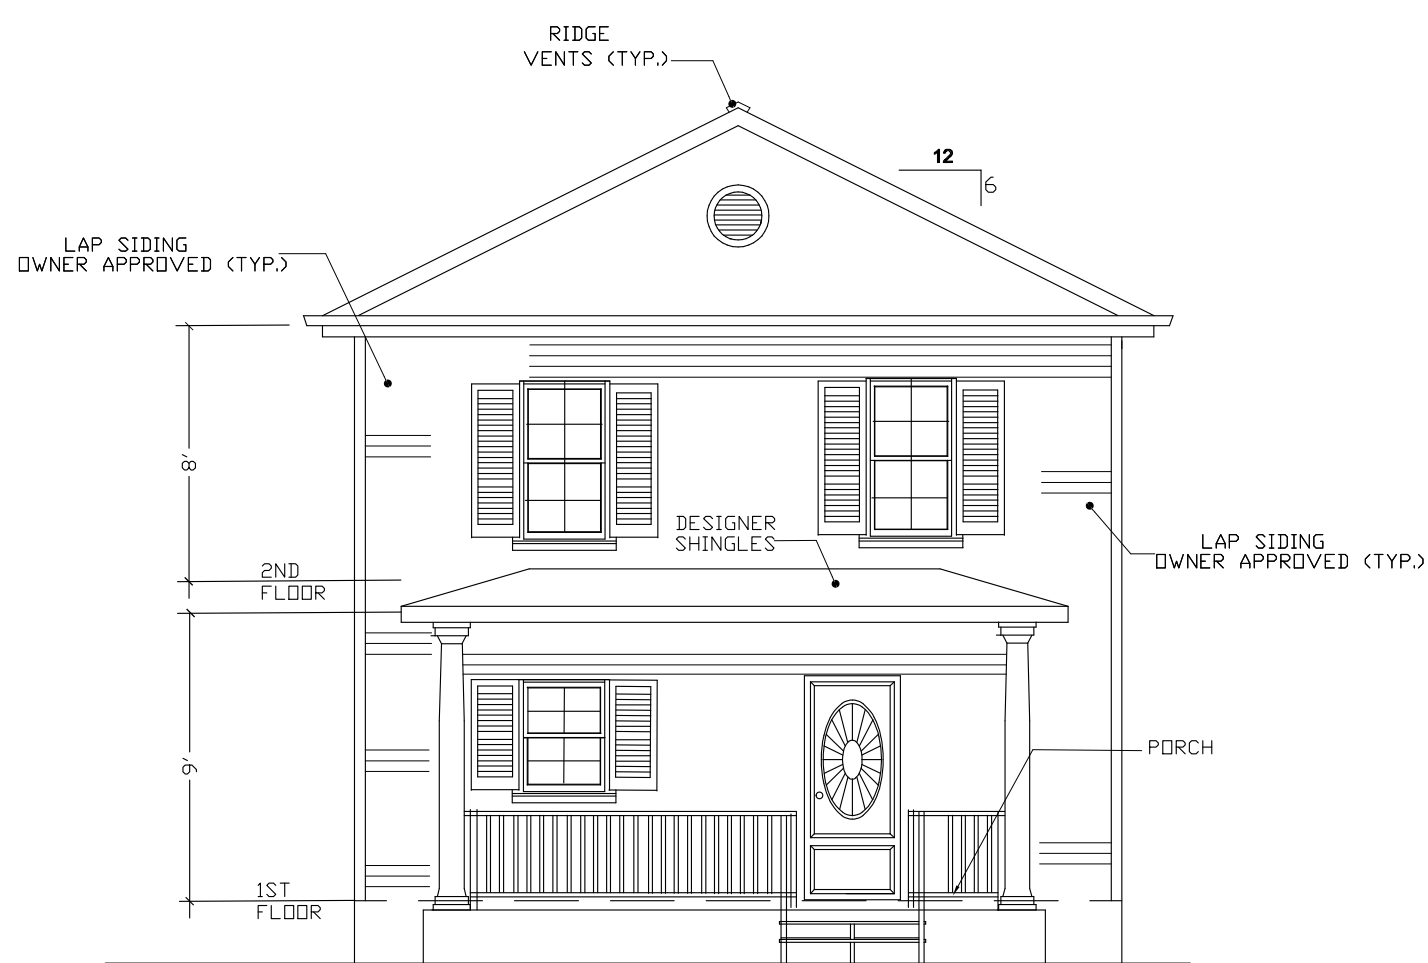 RIDGE
VENTS (TYP.)
12
6
LAP SIDING
OWNER APPROVED (TYP.)
8'
DESIGNER
SHINGLES
LAP SIDING
OWNER APPROVED (TYP.)
2ND
FLOOR
9'
PORCH
1ST
FLOOR